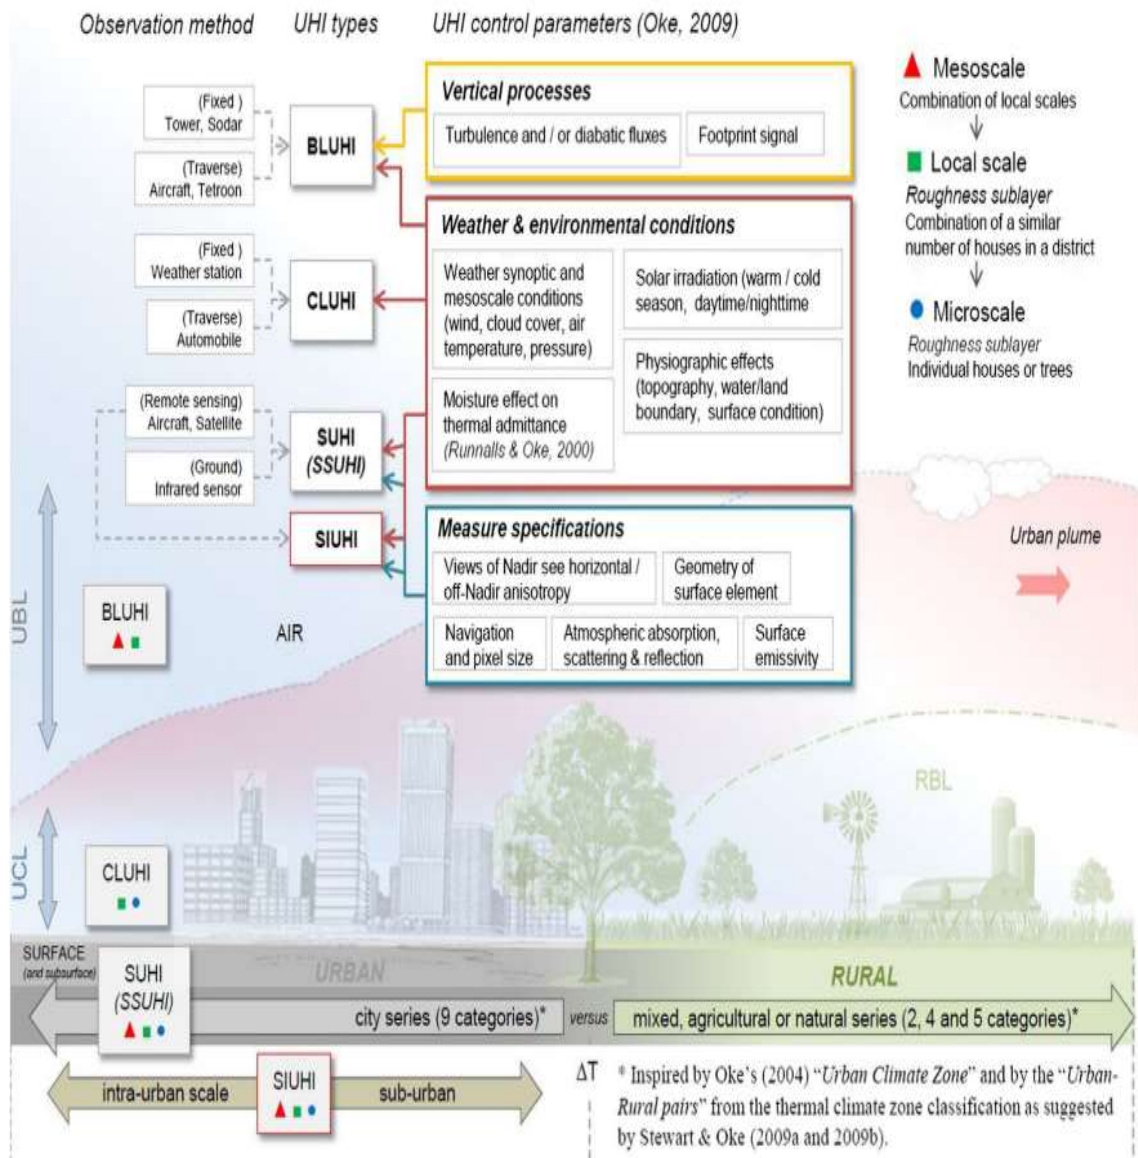 Observation method
UHI types
UHI control parameters (Oke, 2009)
(Fixed )
Tower, Sodar
(Traverse)
Aircraft, Tetroon
BLUHI
Vertical processes
Turbulence and / or diabatic fluxes
Footprint signal
(Fixed )
Weather station
(Traverse)
Automobile
CLUHI
Weather & environmental conditions
Weather synoptic and
mesoscale conditions
(wind, cloud cover, air
temperature, pressure)
Solar irradiation (warm / cold
season, daytime/nighttime
Moisture effect on
thermal admittance
(Runnalls & Oke, 2000)
Physiographic effects
(topography, water/land
boundary, surface condition)
(Remote sensing)
Aircraft, Satellite
(Ground)
Infrared sensor
SUHI
(SSUHI)
SIUHI
Measure specifications
Views of Nadir see horizontal /
off-Nadir anisotropy
Geometry of
surface element
Navigation
and pixel size
Atmospheric absorption,
scattering & reflection
Surface
emissivity
Mesoscale
Combination of local scales
Local scale
Roughness sublayer
Combination of a similar
number of houses in a district
Microscale
Roughness sublayer
Individual houses or trees
Urban plume
UBL
BLUHI
AIR
RBL
UCL
CLUHI
SURFACE
(and subsurface)
SUHI
(SSUHI)
URBAN
RURAL
city series (9 categories)*
versus
mixed, agricultural or natural series (2, 4 and 5 categories)*
intra-urban scale
SIUHI
sub-urban
ΔT
* Inspired by Oke's (2004) "Urban Climate Zone" and by the "Urban-
Rural pairs" from the thermal climate zone classification as suggested
by Stewart & Oke (2009a and 2009b).